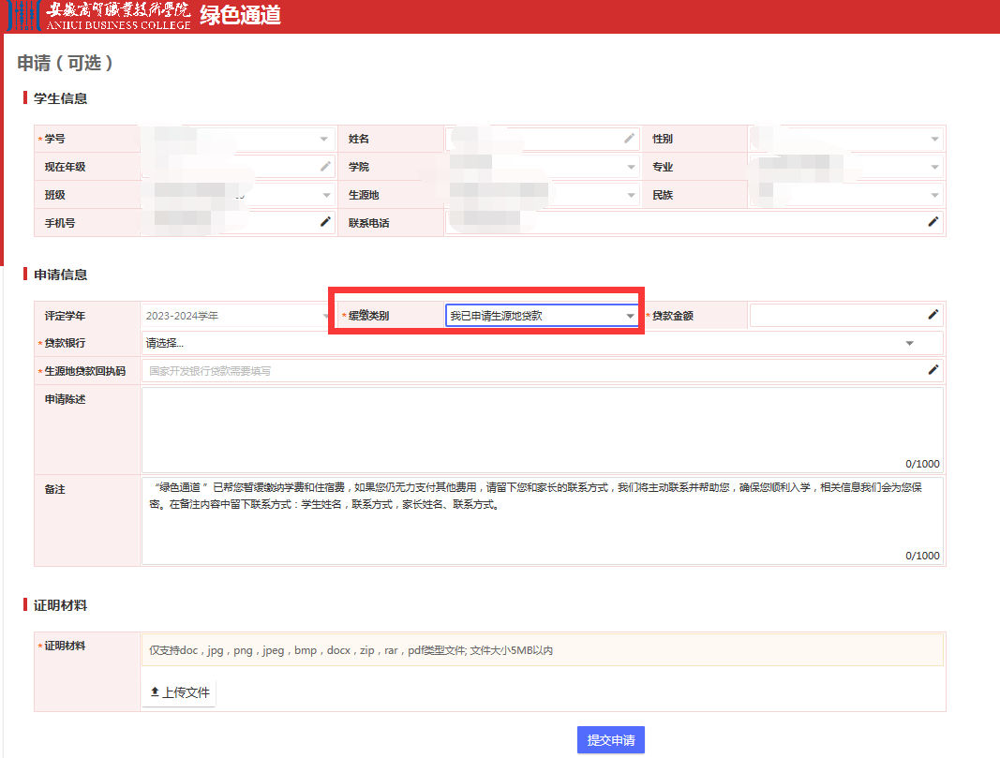 安徽商贸职业技术学院 绿色通道
ANHUI BUSINESS COLLEGE
申请（可选）
学生信息
*学号 姓名 性别
现在年级 学院 专业
班级 生源地 民族
手机号 联系电话
申请信息
评定学年 2023-2024学年 *缓缴类别 我已申请生源地贷款 *贷款金额
*贷款银行 请选择...
*生源地贷款回执码 国家开发银行贷款需要填写
申请陈述
0/1000
备注 “绿色通道 ”已帮您暂缓缴纳学费和住宿费，如果您仍无力支付其他费用，请留下您和家长的联系方式，我们将主动联系并帮助您，确保您顺利入学，相关信息我们会为您保
密。在备注内容中留下联系方式：学生姓名，联系方式，家长姓名、联系方式。
0/1000
证明材料
*证明材料 仅支持doc，jpg，png，jpeg，bmp，docx，zip，rar，pdf类型文件; 文件大小5MB以内
上传文件
提交申请